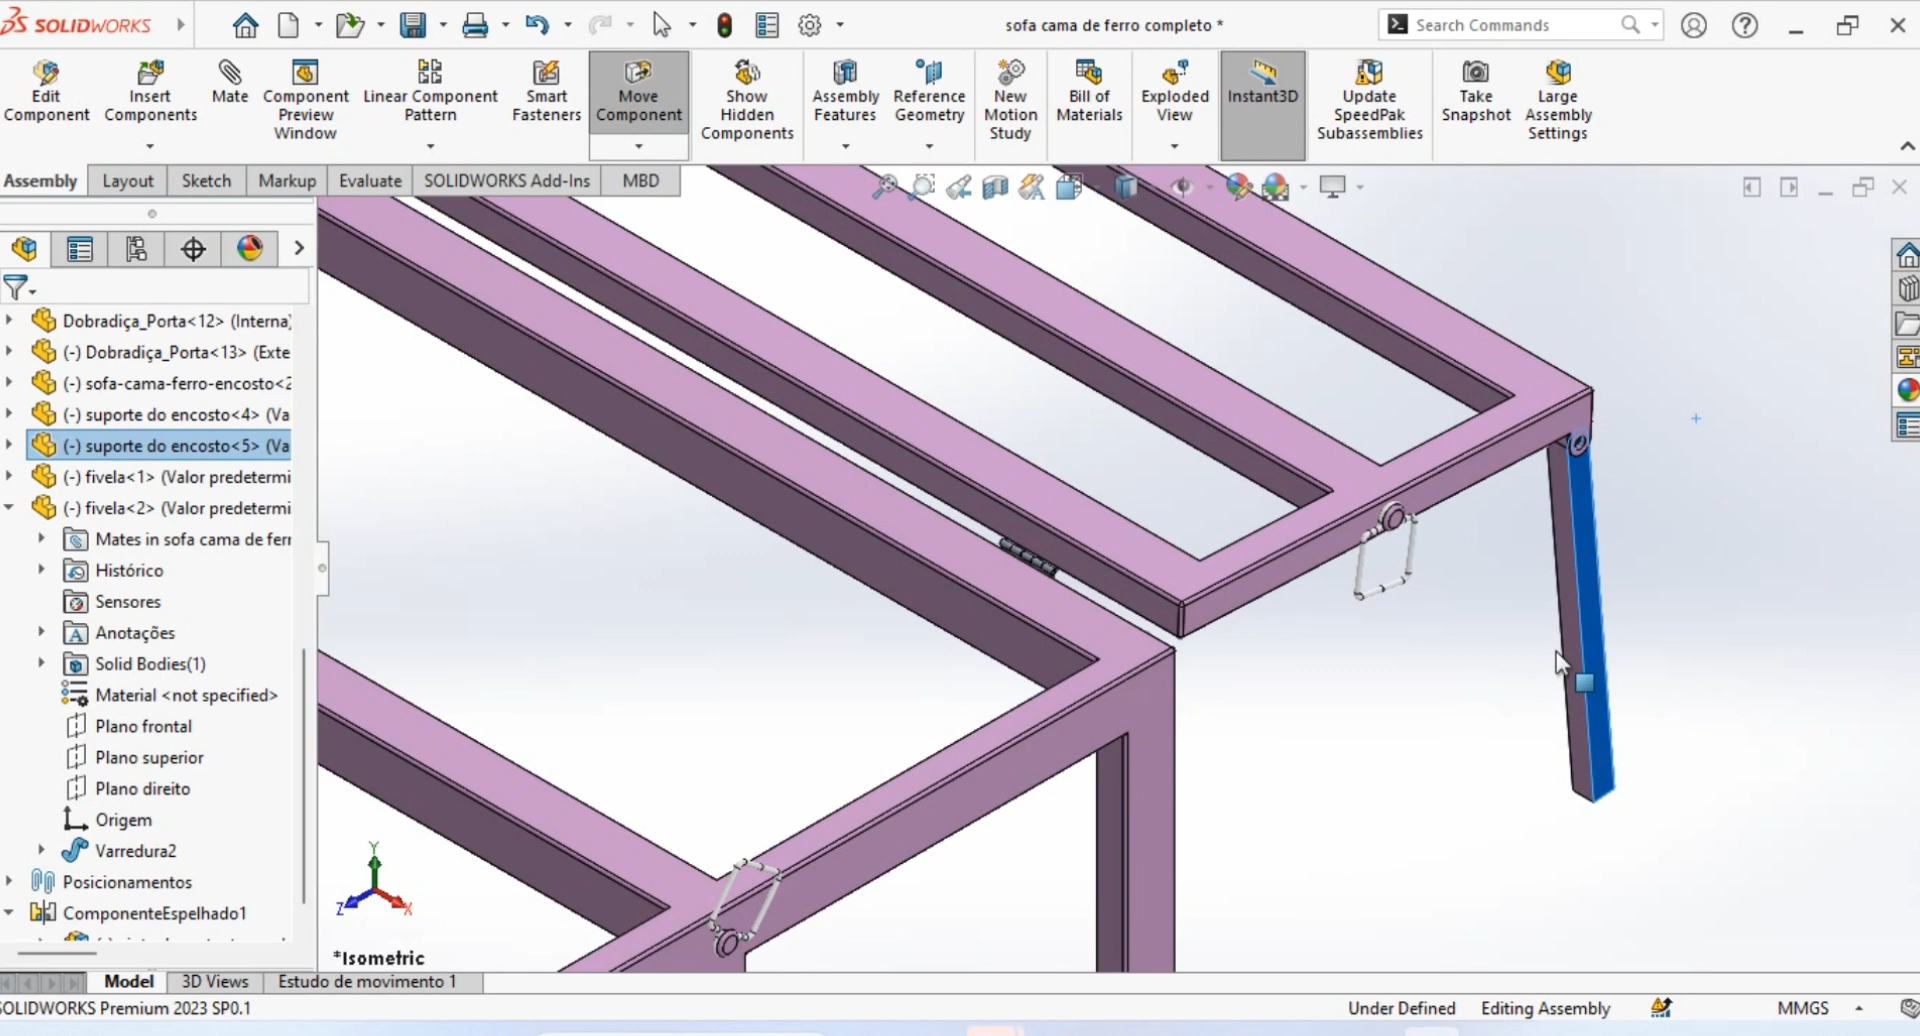 SOLIDWORKS
sofa cama de ferro completo *
Search Commands
Edit Component
Insert Components
Mate
Component Preview Window
Linear Component Pattern
Smart Fasteners
Move Component
Show Hidden Components
Assembly Features
Reference Geometry
New Motion Study
Bill of Materials
Exploded View
Instant3D
Update SpeedPak Subassemblies
Take Snapshot
Large Assembly Settings
Assembly
Layout
Sketch
Markup
Evaluate
SOLIDWORKS Add-Ins
MBD
Dobradiça_Porta<12> (Interna)
(-) Dobradiça_Porta<13> (Exte
(-) sofa-cama-ferro-encosto<2
(-) suporte do encosto<4> (Va
(-) suporte do encosto<5> (Va
(-) fivela<1> (Valor predetermi
(-) fivela<2> (Valor predetermi
Mates in sofa cama de ferr
Histórico
Sensores
Anotações
Solid Bodies(1)
Material <not specified>
Plano frontal
Plano superior
Plano direito
Origem
Varredura2
Posicionamentos
ComponenteEspelhado1
Y
Z
X
*Isometric
Model
3D Views
Estudo de movimento 1
SOLIDWORKS Premium 2023 SP0.1
Under Defined
Editing Assembly
MMGS